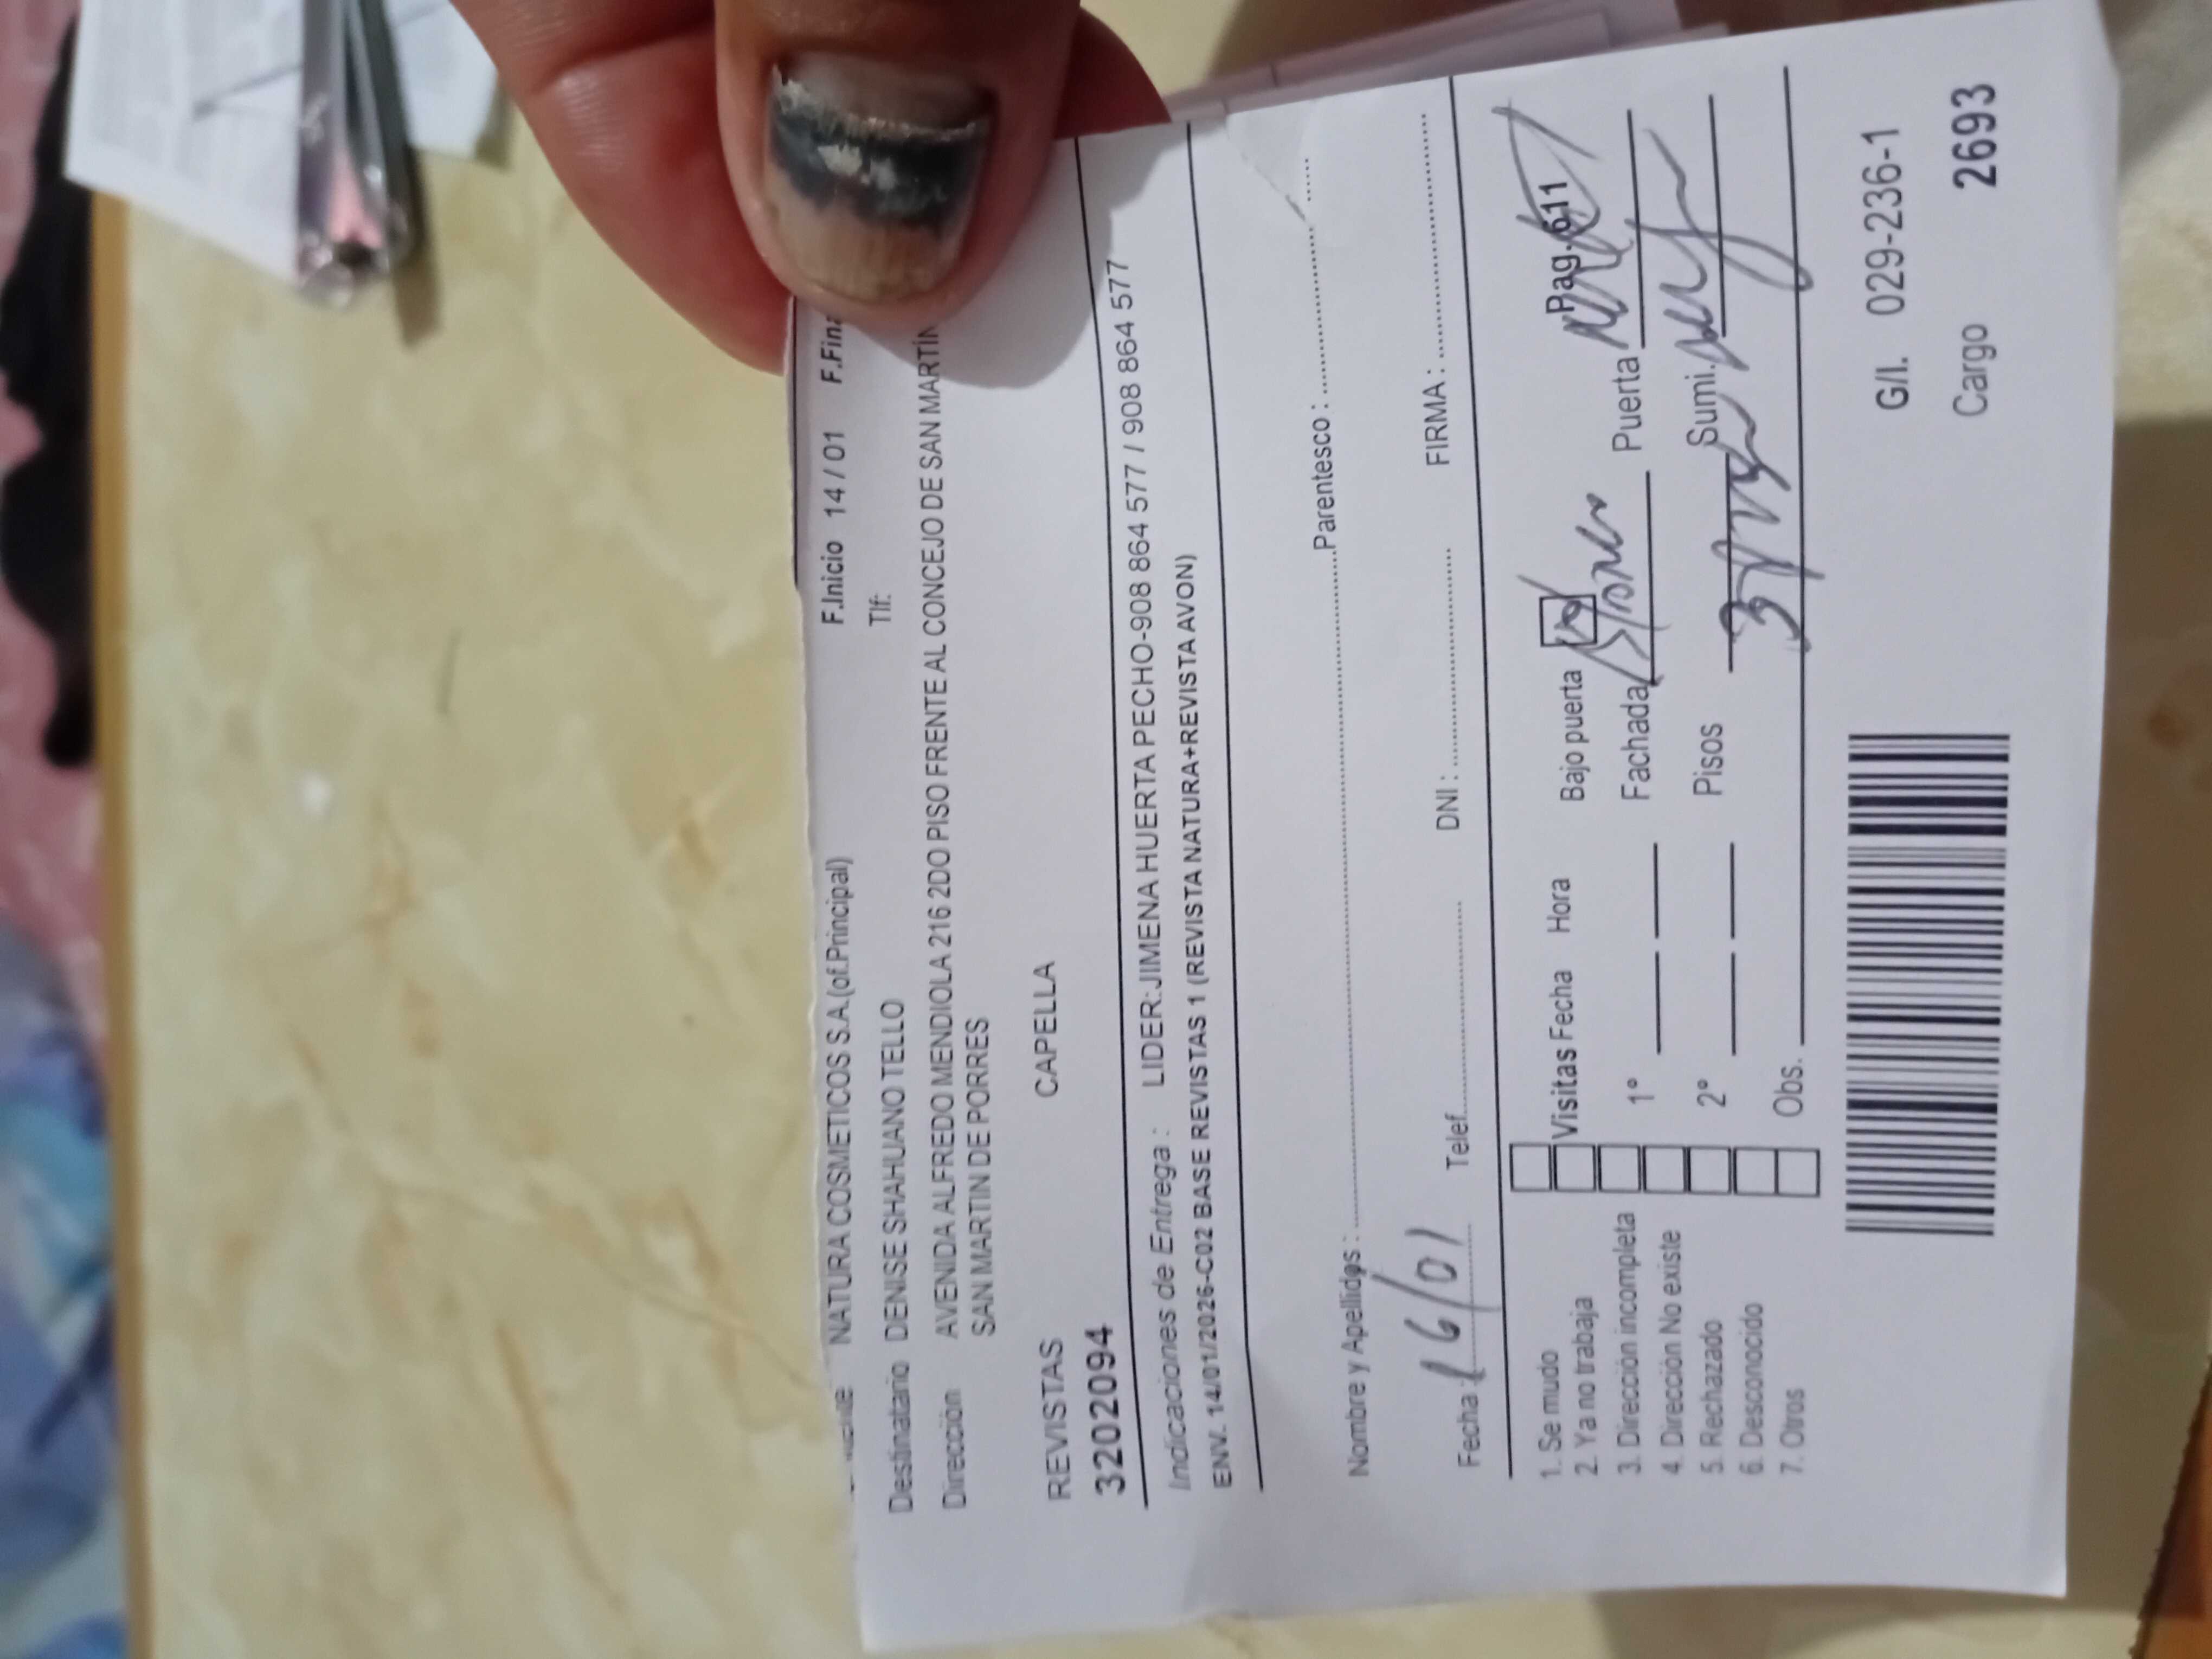 NATURA COSMETICOS S.A.(of.Principal) F.Inicio 14 / 01 F.Fina
Destinatario DENISE SHAHUANO TELLO Tlf:
Dirección AVENIDA ALFREDO MENDIOLA 216 2DO PISO FRENTE AL CONCEJO DE SAN MARTÍN
SAN MARTIN DE PORRES
REVISTAS CAPELLA
3202094
Indicaciones de Entrega : LIDER:JIMENA HUERTA PECHO-908 864 577 / 908 864 577
ENV. 14/01/2026-C02 BASE REVISTAS 1 (REVISTA NATURA+REVISTA AVON)
Nombre y Apellidos : Parentesco :
Fecha : 16/01 Telef. DNI : FIRMA :
Pag. 611
1. Se mudo Visitas Fecha Hora Bajo puerta
2. Ya no trabaja
3. Dirección incompleta 1° Fachada Puerta
4. Dirección No existe
5. Rechazado 2° Pisos 3 Sumi.
6. Desconocido
7. Otros Obs.
G/I. 029-236-1
Cargo 2693